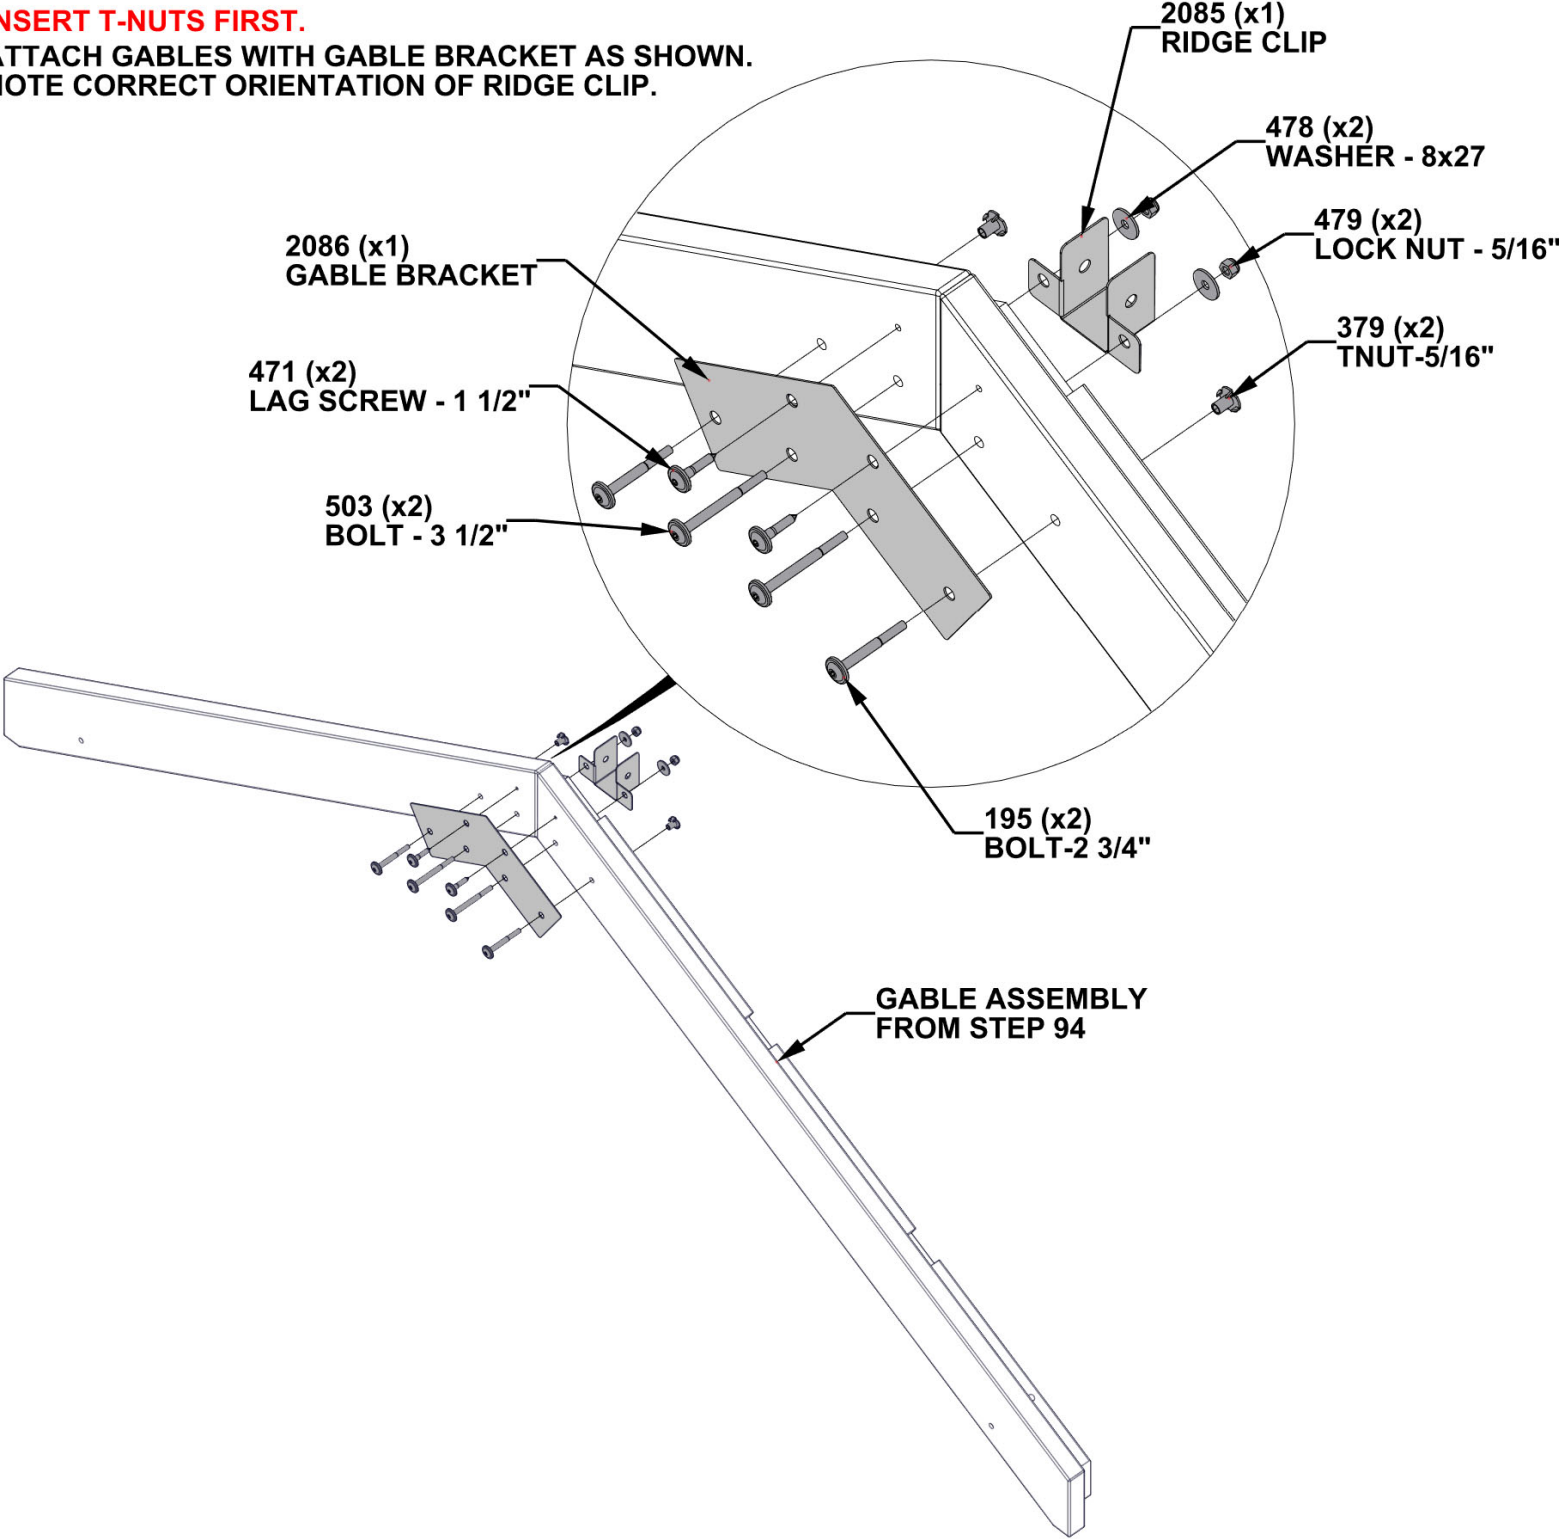 NSERT T-NUTS FIRST.
ATTACH GABLES WITH GABLE BRACKET AS SHOWN.
NOTE CORRECT ORIENTATION OF RIDGE CLIP.
2085 (x1)
RIDGE CLIP
478 (x2)
WASHER - 8x27
479 (x2)
LOCK NUT - 5/16"
379 (x2)
TNUT-5/16"
2086 (x1)
GABLE BRACKET
471 (x2)
LAG SCREW - 1 1/2"
503 (x2)
BOLT - 3 1/2"
195 (x2)
BOLT-2 3/4"
GABLE ASSEMBLY
FROM STEP 94